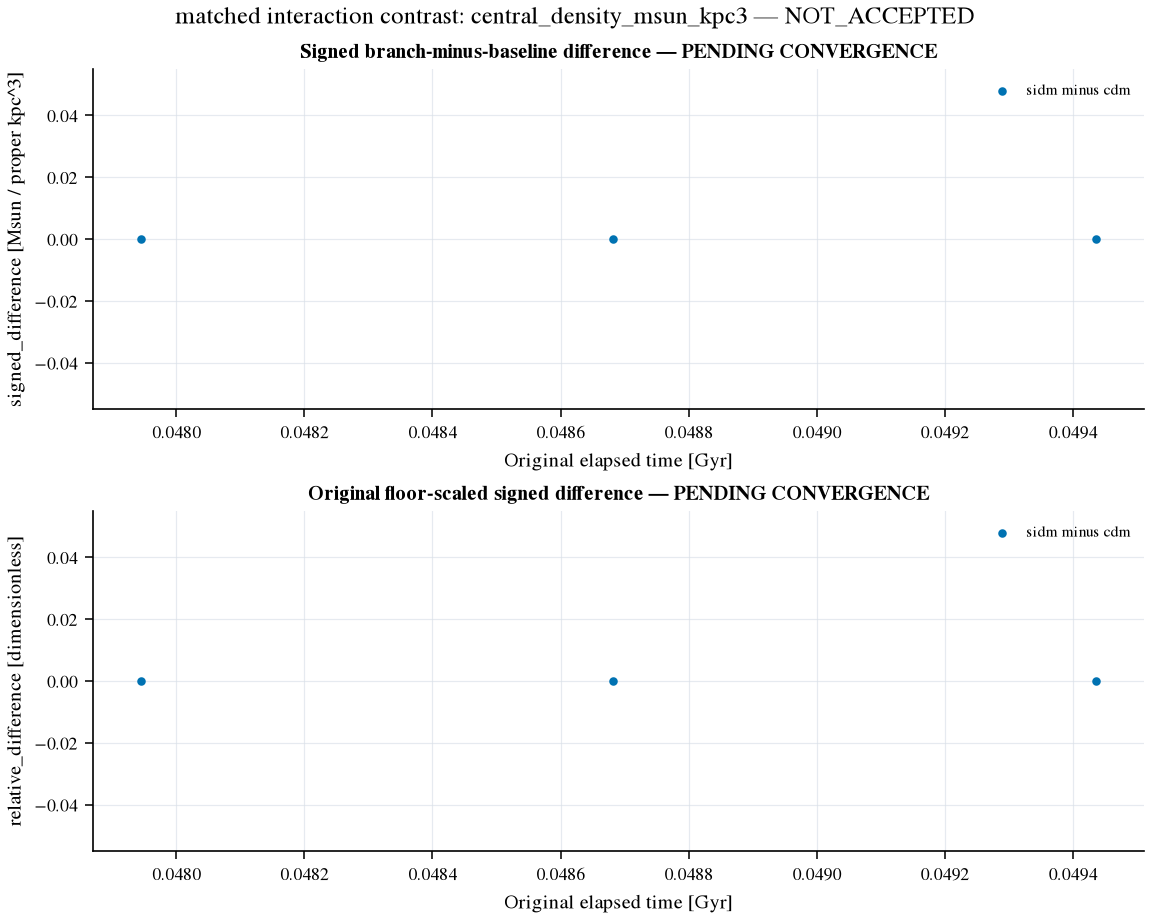 matched interaction contrast: central_density_msun_kpc3 — NOT_ACCEPTED
Signed branch-minus-baseline difference — PENDING CONVERGENCE
signed_difference [Msun / proper kpc^3]
sidm minus cdm
0.04
0.02
0.00
−0.02
−0.04
0.0480 0.0482 0.0484 0.0486 0.0488 0.0490 0.0492 0.0494
Original elapsed time [Gyr]
Original floor-scaled signed difference — PENDING CONVERGENCE
relative_difference [dimensionless]
sidm minus cdm
0.04
0.02
0.00
−0.02
−0.04
0.0480 0.0482 0.0484 0.0486 0.0488 0.0490 0.0492 0.0494
Original elapsed time [Gyr]